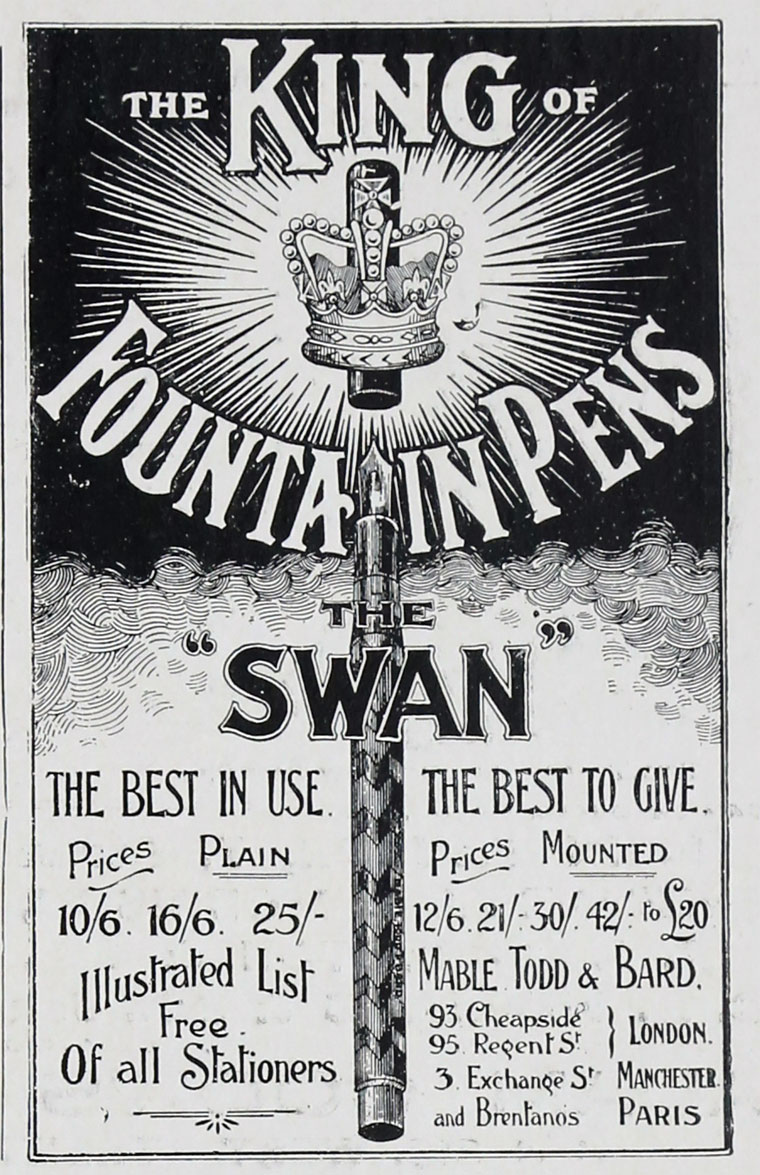 THE KING OF
FOUNTAIN PENS
THE
"SWAN"
THE BEST IN USE.
Prices PLAIN
10/6. 16/6. 25/-
Illustrated List
Free.
Of all Stationers
THE BEST TO GIVE.
Prices MOUNTED
12/6. 21/- 30/. 42/- to £20
MABLE TODD & BARD.
93 Cheapside
95. Regent St } LONDON.
3. Exchange St MANCHESTER.
and Brentanos PARIS